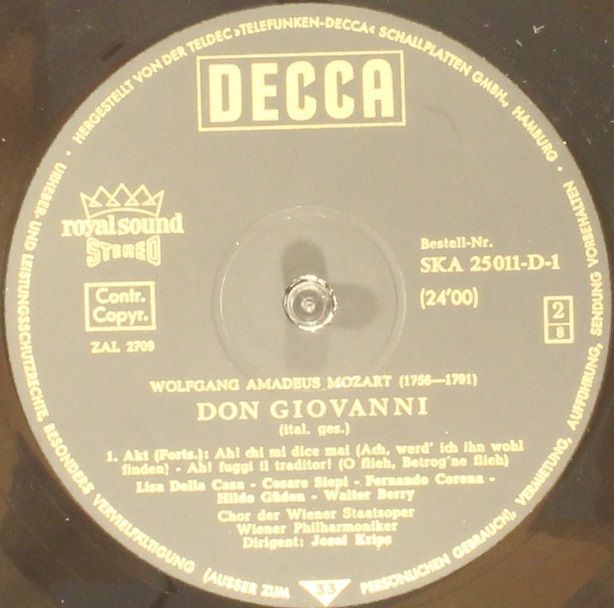 · HERGESTELLT VON DER TELDEC »TELEFUNKEN-DECCA« SCHALLPLATTEN GMBH., HAMBURG · URHEBER- UND LEISTUNGSSCHUTZRECHTE, BESONDERS VERVIELFÄLTIGUNG (AUSSER ZUM PERSÖNLICHEN GEBRAUCH), VERMIETUNG, AUFFÜHRUNG, SENDUNG VORBEHALTEN ·
DECCA
royal sound
STEREO
Contr.
Copyr.
ZAL 2709
Bestell-Nr.
SKA 25011-D-1
(24'00)
2
8
WOLFGANG AMADEUS MOZART (1756—1791)
DON GIOVANNI
(ital. ges.)
1. Akt (Forts.): Ah! chi mi dice mai (Ach, werd' ich ihn wohl
finden) - Ah! fuggi il traditor! (O flieh, Betrog'ne flieh)
Lisa Della Casa - Cesare Siepi - Fernando Corena -
Hilde Güden - Walter Berry
Chor der Wiener Staatsoper
Wiener Philharmoniker
Dirigent: Josef Krips
33